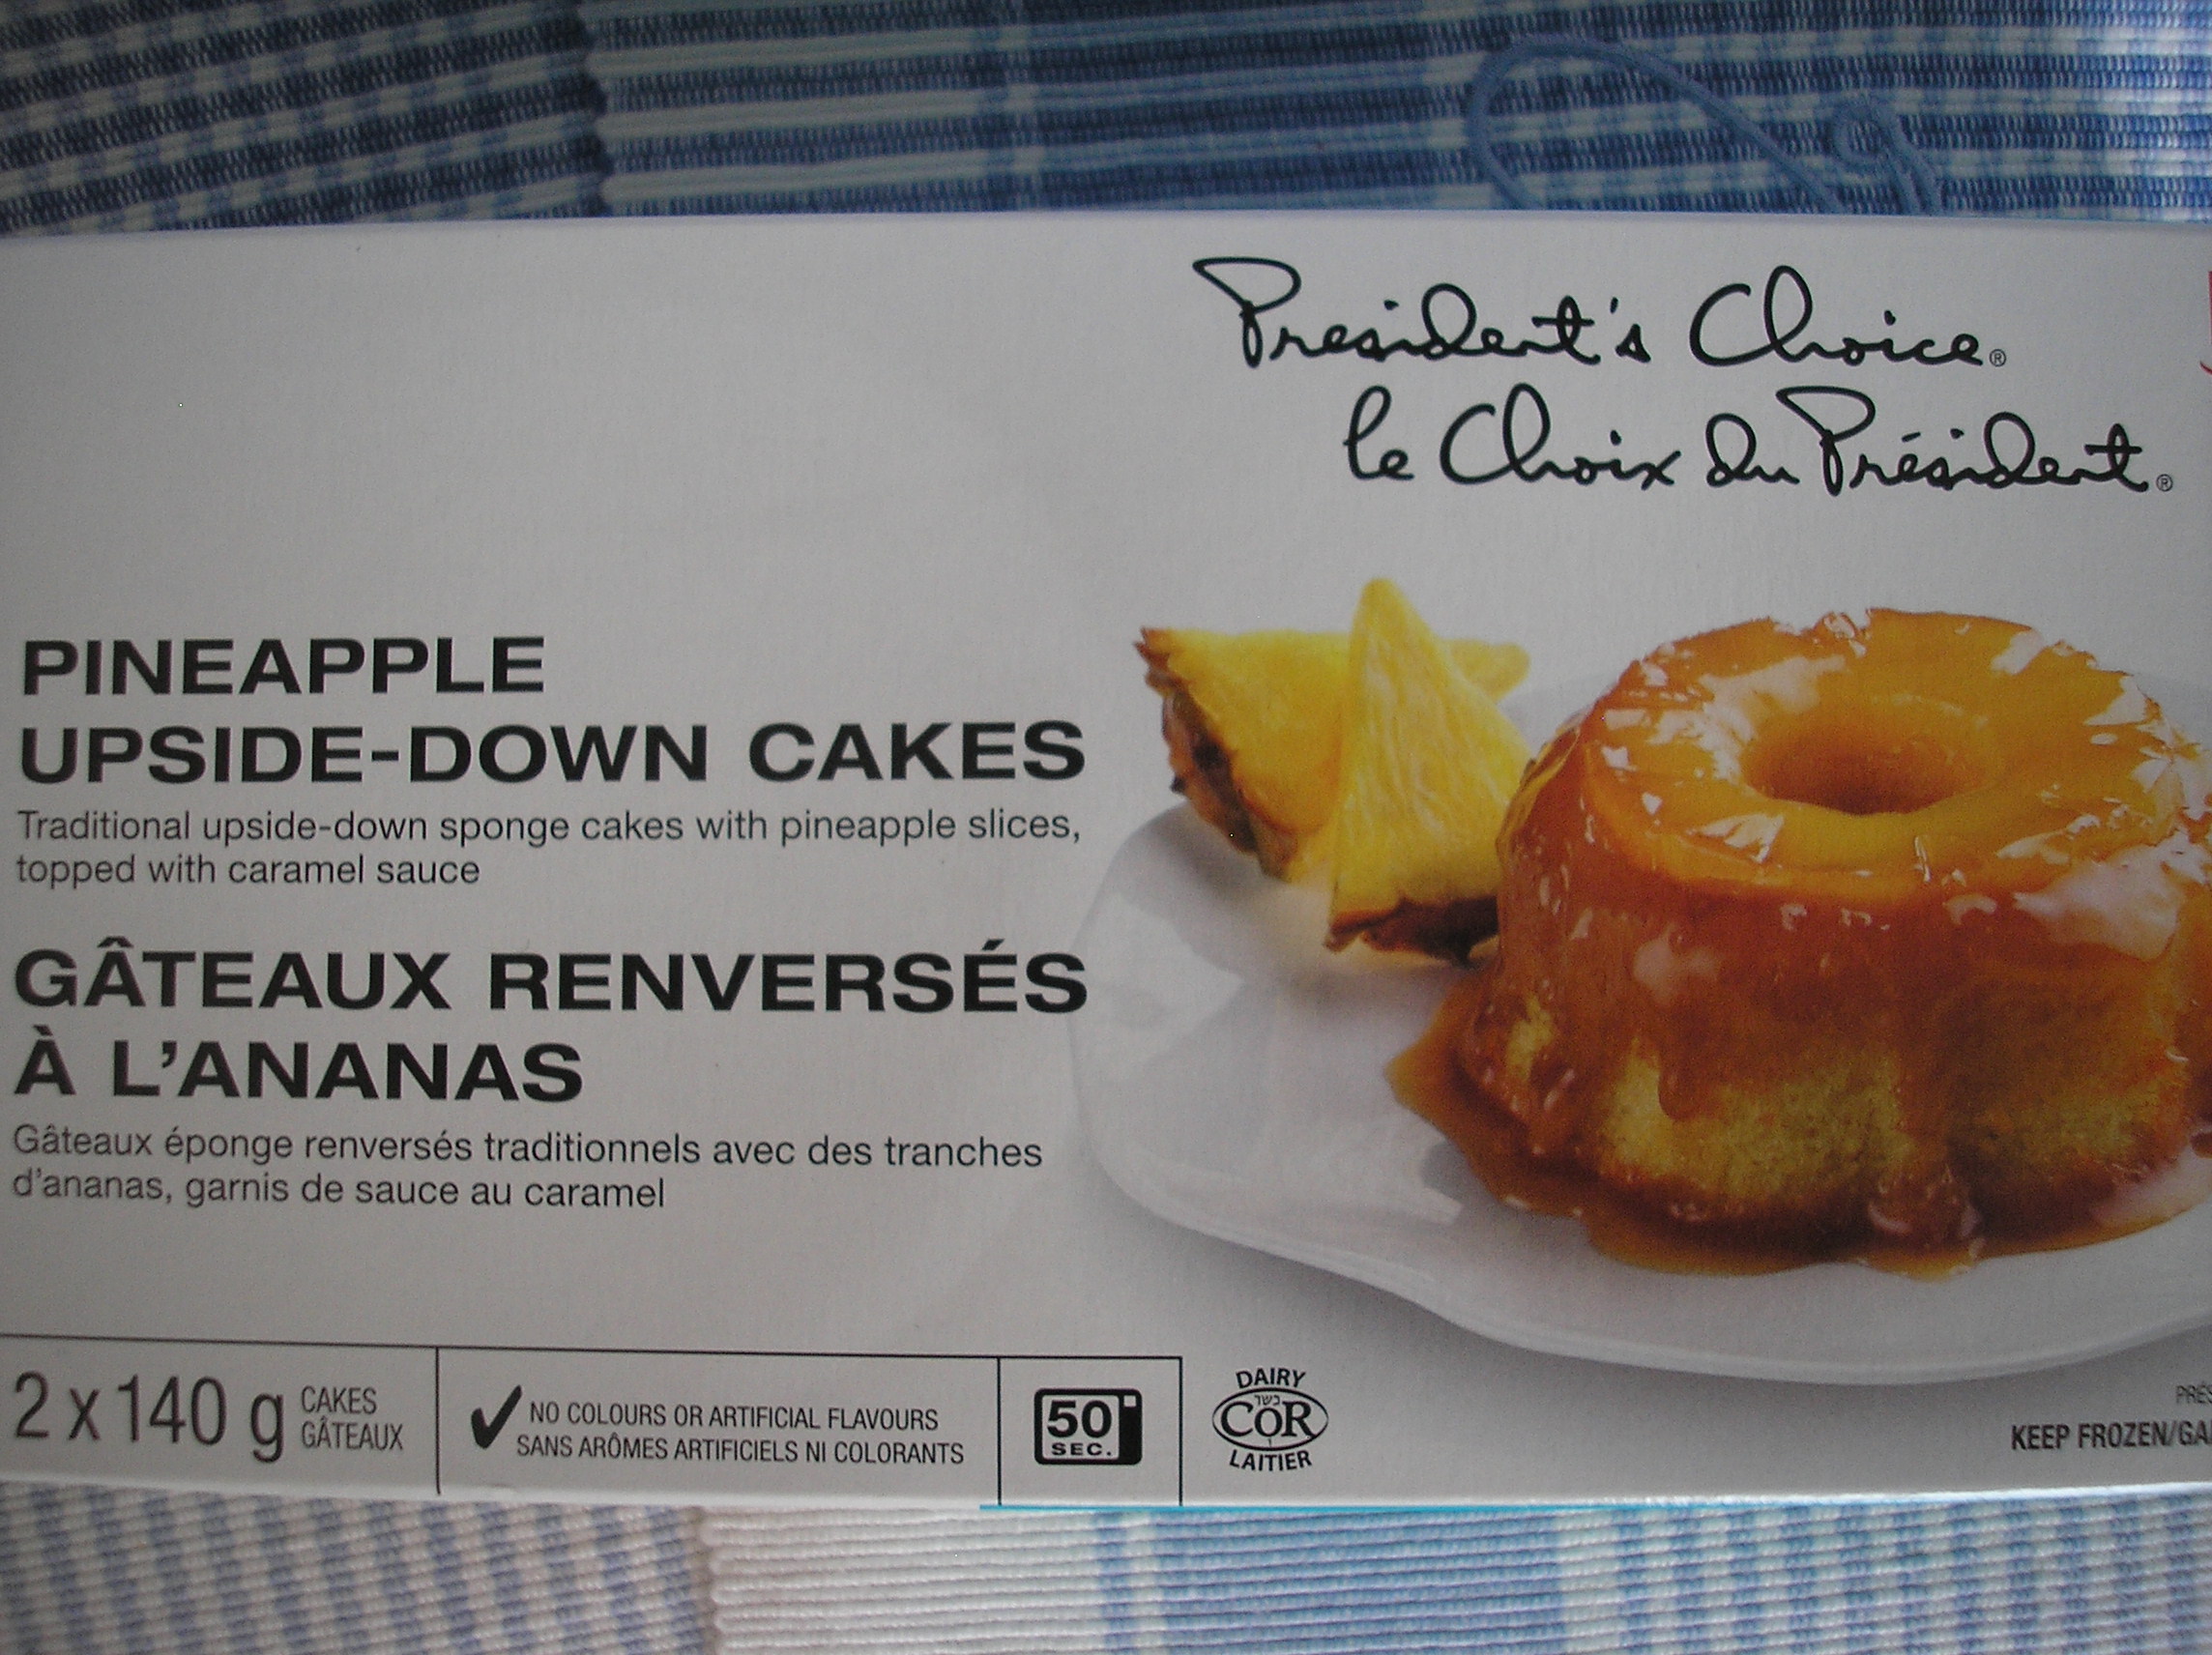 President's Choice®
le Choix du Président®
PINEAPPLE
UPSIDE-DOWN CAKES
Traditional upside-down sponge cakes with pineapple slices,
topped with caramel sauce
GÂTEAUX RENVERSÉS
À L'ANANAS
Gâteaux éponge renversés traditionnels avec des tranches
d'ananas, garnis de sauce au caramel
2 x 140 g
CAKES
GÂTEAUX
NO COLOURS OR ARTIFICIAL FLAVOURS
SANS ARÔMES ARTIFICIELS NI COLORANTS
50
SEC.
DAIRY
כשר
COR
LAITIER
KEEP FROZEN/